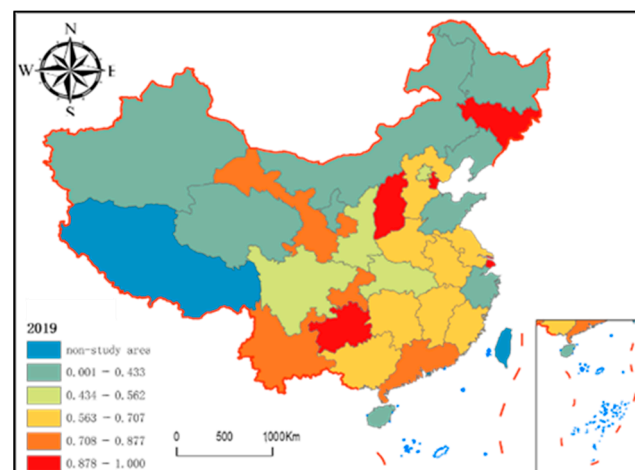 N
W E
S
2019
non-study area
0.001 - 0.433
0.434 - 0.562
0.563 - 0.707
0.708 - 0.877
0.878 - 1.000
0 500 1000Km